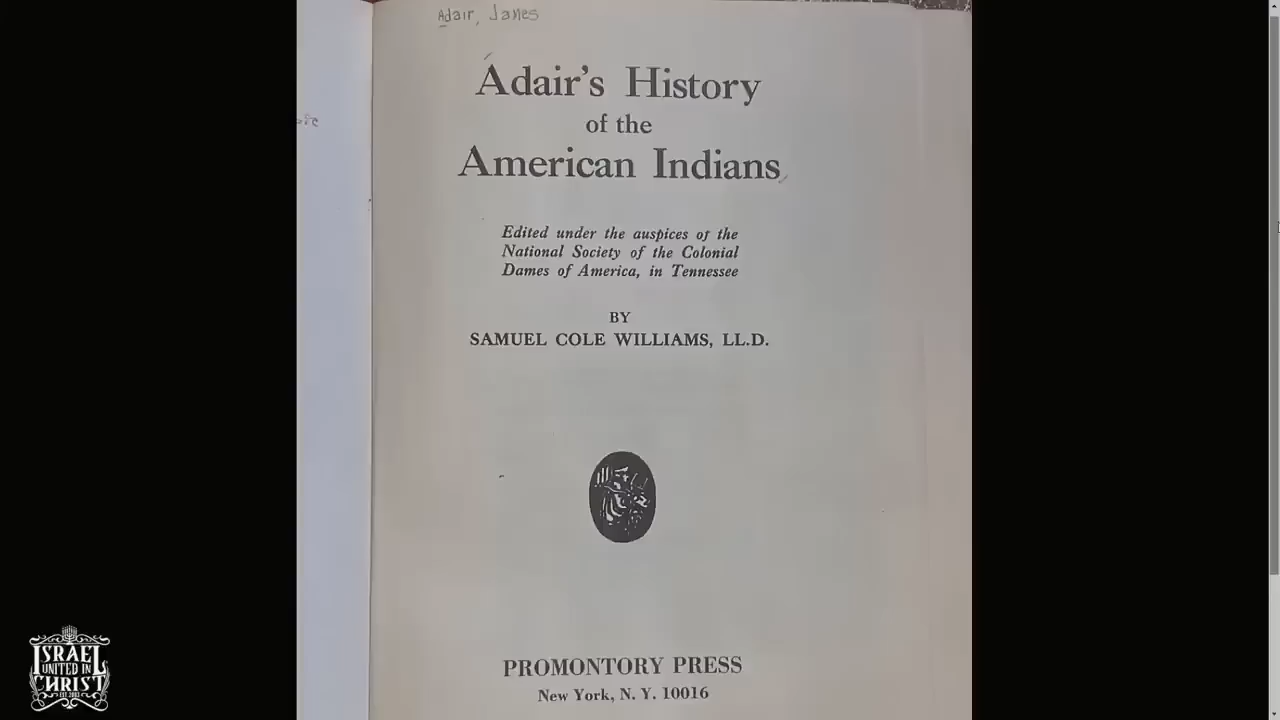 Adair, James
Adair's History
of the
American Indians
Edited under the auspices of the
National Society of the Colonial
Dames of America, in Tennessee
BY
SAMUEL COLE WILLIAMS, LL.D.
PROMONTORY PRESS
New York, N. Y. 10016
ISRAEL
UNITED IN
CHRIST
EST 2003